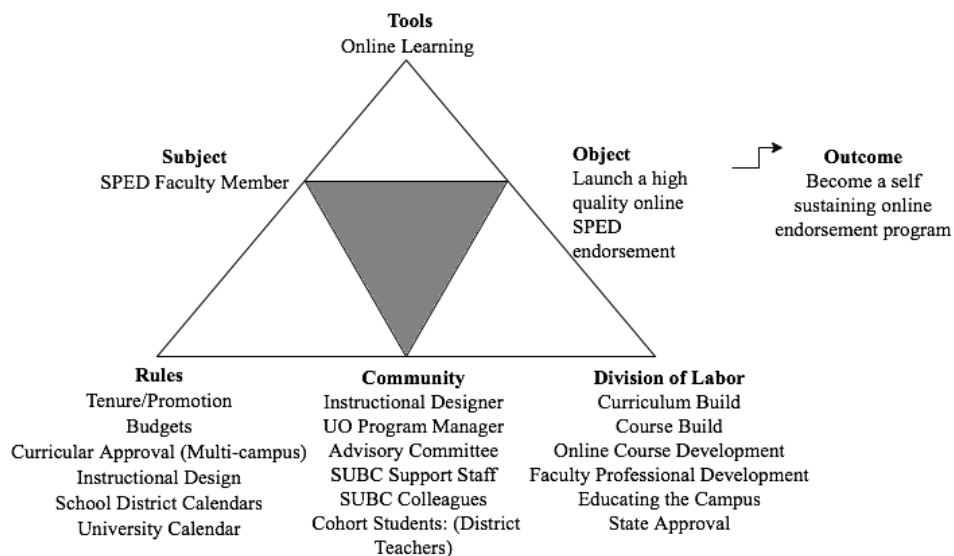 Tools
Online Learning
Subject
SPED Faculty Member
Object
Launch a high
quality online
SPED
endorsement
Outcome
Become a self
sustaining online
endorsement program
Rules
Tenure/Promotion
Budgets
Curricular Approval (Multi-campus)
Instructional Design
School District Calendars
University Calendar
Community
Instructional Designer
UO Program Manager
Advisory Committee
SUBC Support Staff
SUBC Colleagues
Cohort Students: (District
Teachers)
Division of Labor
Curriculum Build
Course Build
Online Course Development
Faculty Professional Development
Educating the Campus
State Approval